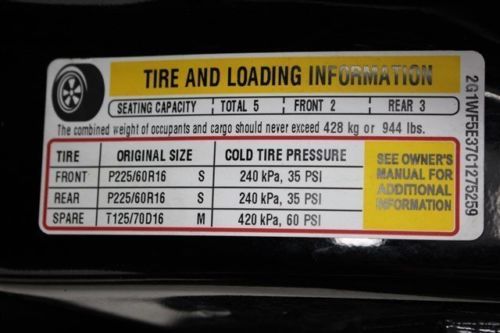 TIRE AND LOADING INFORMATION
SEATING CAPACITY TOTAL 5 FRONT 2 REAR 3
The combined weight of occupants and cargo should never exceed 428 kg or 944 lbs.
TIRE ORIGINAL SIZE COLD TIRE PRESSURE
FRONT P225/60R16 S 240 kPa, 35 PSI
REAR P225/60R16 S 240 kPa, 35 PSI
SPARE T125/70D16 M 420 kPa, 60 PSI
SEE OWNER'S
MANUAL FOR
ADDITIONAL
INFORMATION
2G1WF5E37C1275259